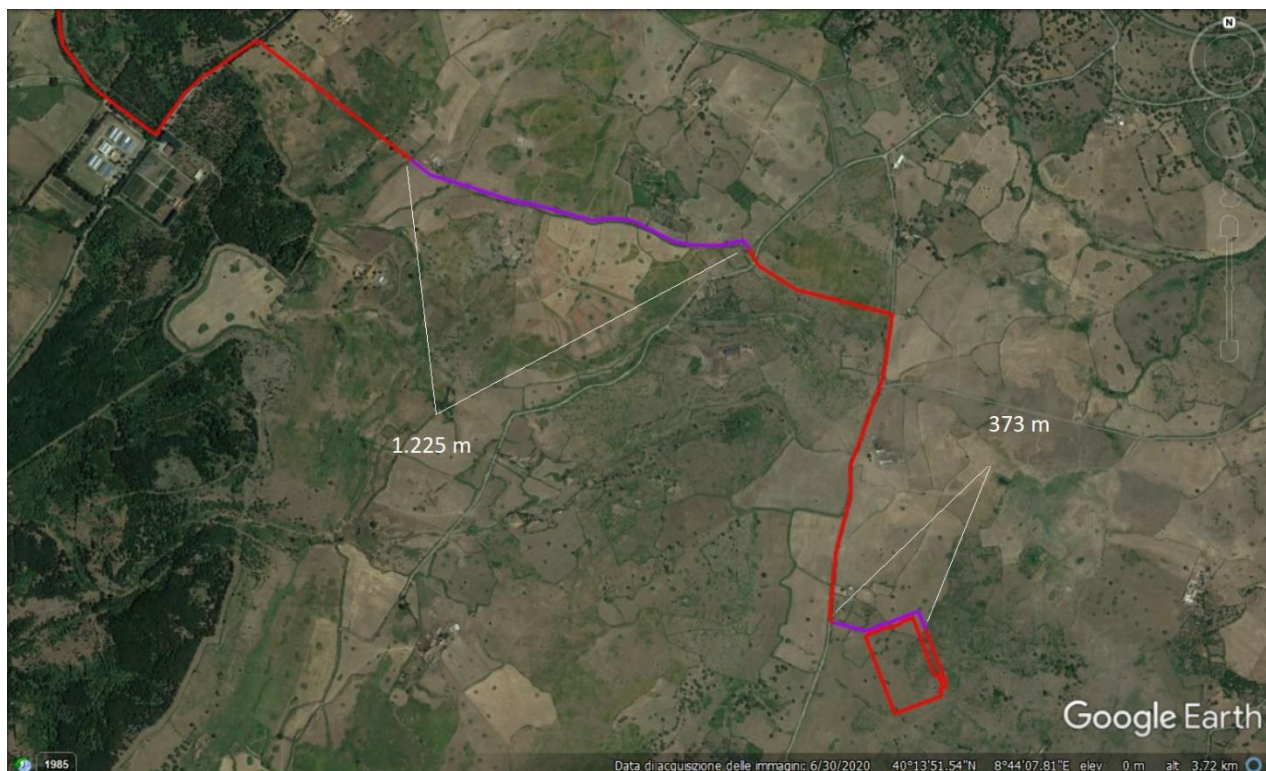 N
373 m
1.225 m
Google Earth
1985
Data di acquisizione delle immagini: 6/30/2020 40°13'51.54"N 8°44'07.81"E elev 0 m alt 3.72 km